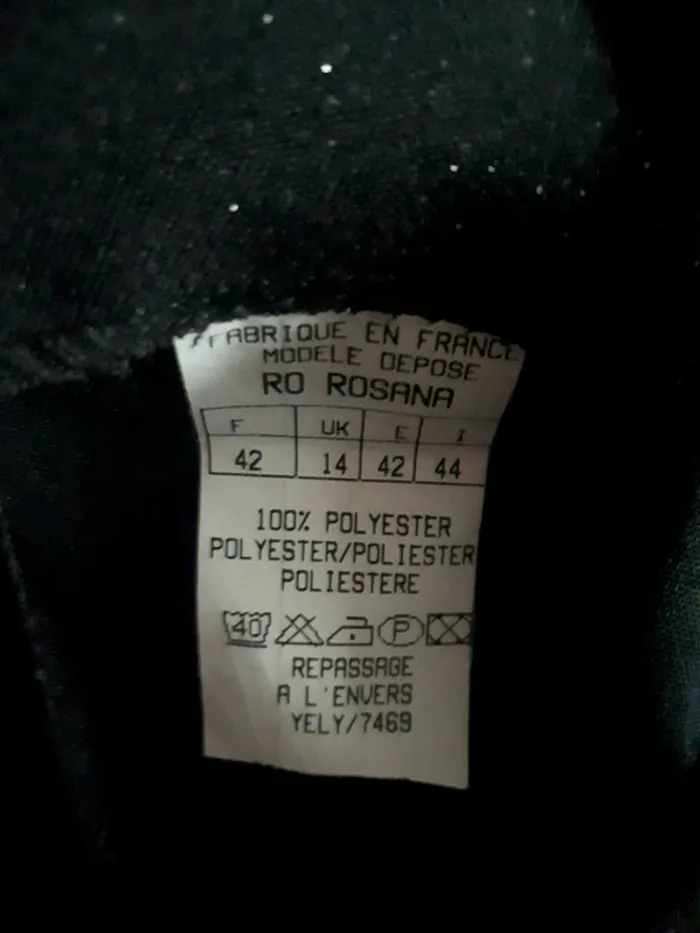 FABRIQUE EN FRANCE
MODELE DEPOSE
RO ROSANA
F UK E I
42 14 42 44
100% POLYESTER
POLYESTER/POLIESTER
POLIESTERE
40 P
REPASSAGE
A L'ENVERS
YELY/7469